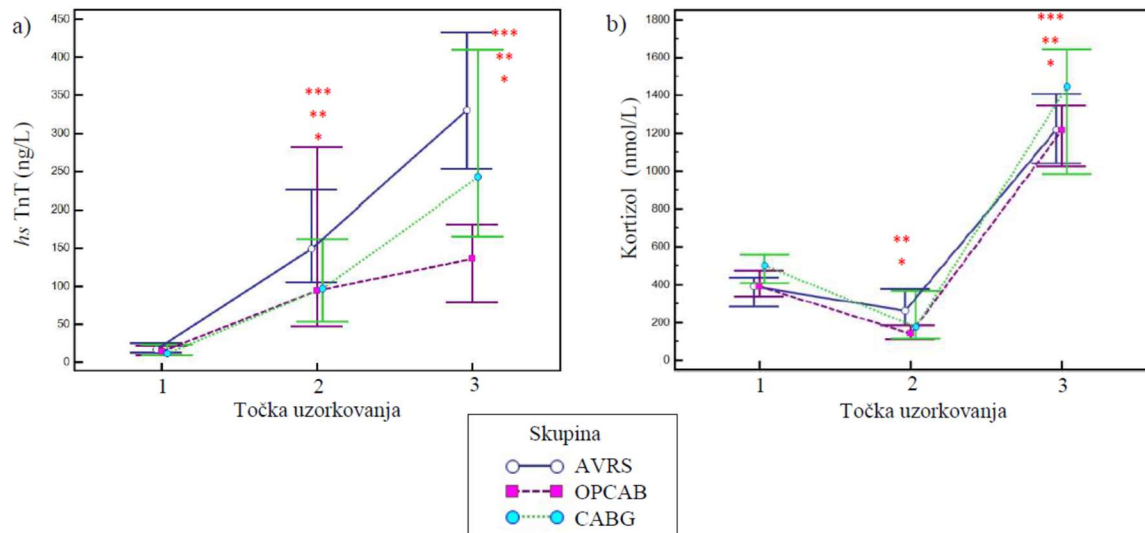 a)
hs TnT (ng/L)
450
400
350
300
250
200
150
100
50
0
***
**
*
***
**
*
1 2 3
Točka uzorkovanja
b)
Kortizol (nmol/L)
1800
1600
1400
1200
1000
800
600
400
200
0
**
*
***
**
*
1 2 3
Točka uzorkovanja
Skupina
AVRS
OPCAB
CABG